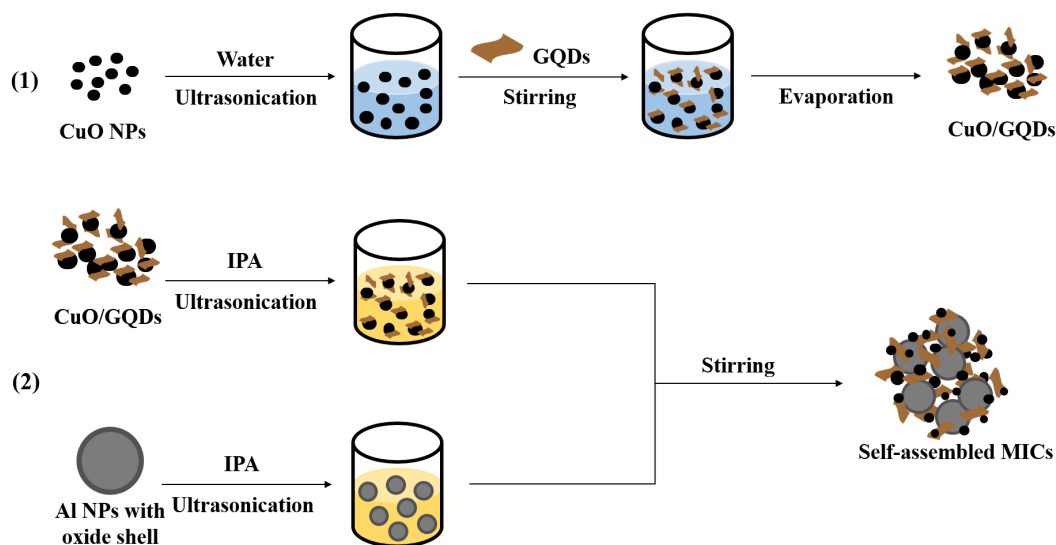 (1)
CuO NPs
Water
Ultrasonication
GQDs
Stirring
Evaporation
CuO/GQDs
(2)
CuO/GQDs
IPA
Ultrasonication
Al NPs with
oxide shell
IPA
Ultrasonication
Stirring
Self-assembled MICs